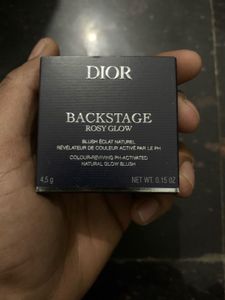 DIOR
BACKSTAGE
ROSY GLOW
BLUSH ÉCLAT NATUREL
RÉVÉLATEUR DE COULEUR ACTIVÉ PAR LE PH
COLOUR-REVIVING PH-ACTIVATED
NATURAL GLOW BLUSH
4,5 g NET WT. 0.15 OZ